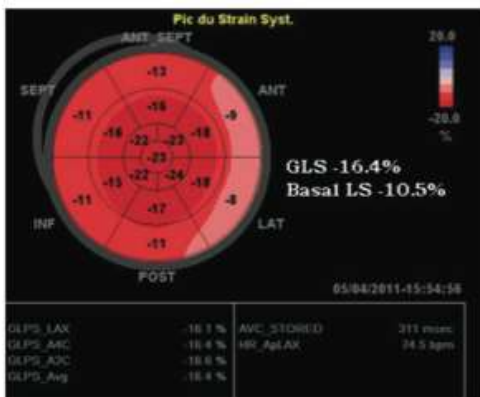 Pic du Strain Syst.
ANT_SEPT
20.0
-20.0
%
SEPT
ANT
-13
-11
-9
-16
-16
-18
-22
-23
-23
-22
-24
-15
-18
-17
-11
-8
-11
INF
LAT
POST
GLS -16.4%
Basal LS -10.5%
05/04/2011-15:54:56
GLPS_LAX -16.1 %
GLPS_A4C -16.4 %
GLPS_A2C -16.6 %
GLPS_Avg -16.4 %
AVC_STORED 311 msec
HR_ApLAX 74.5 bpm